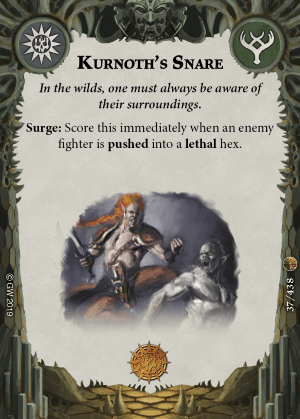 Kurnoth's Snare
In the wilds, one must always be aware of
their surroundings.
Surge: Score this immediately when an enemy
fighter is pushed into a lethal hex.
© GW 2019
37/438